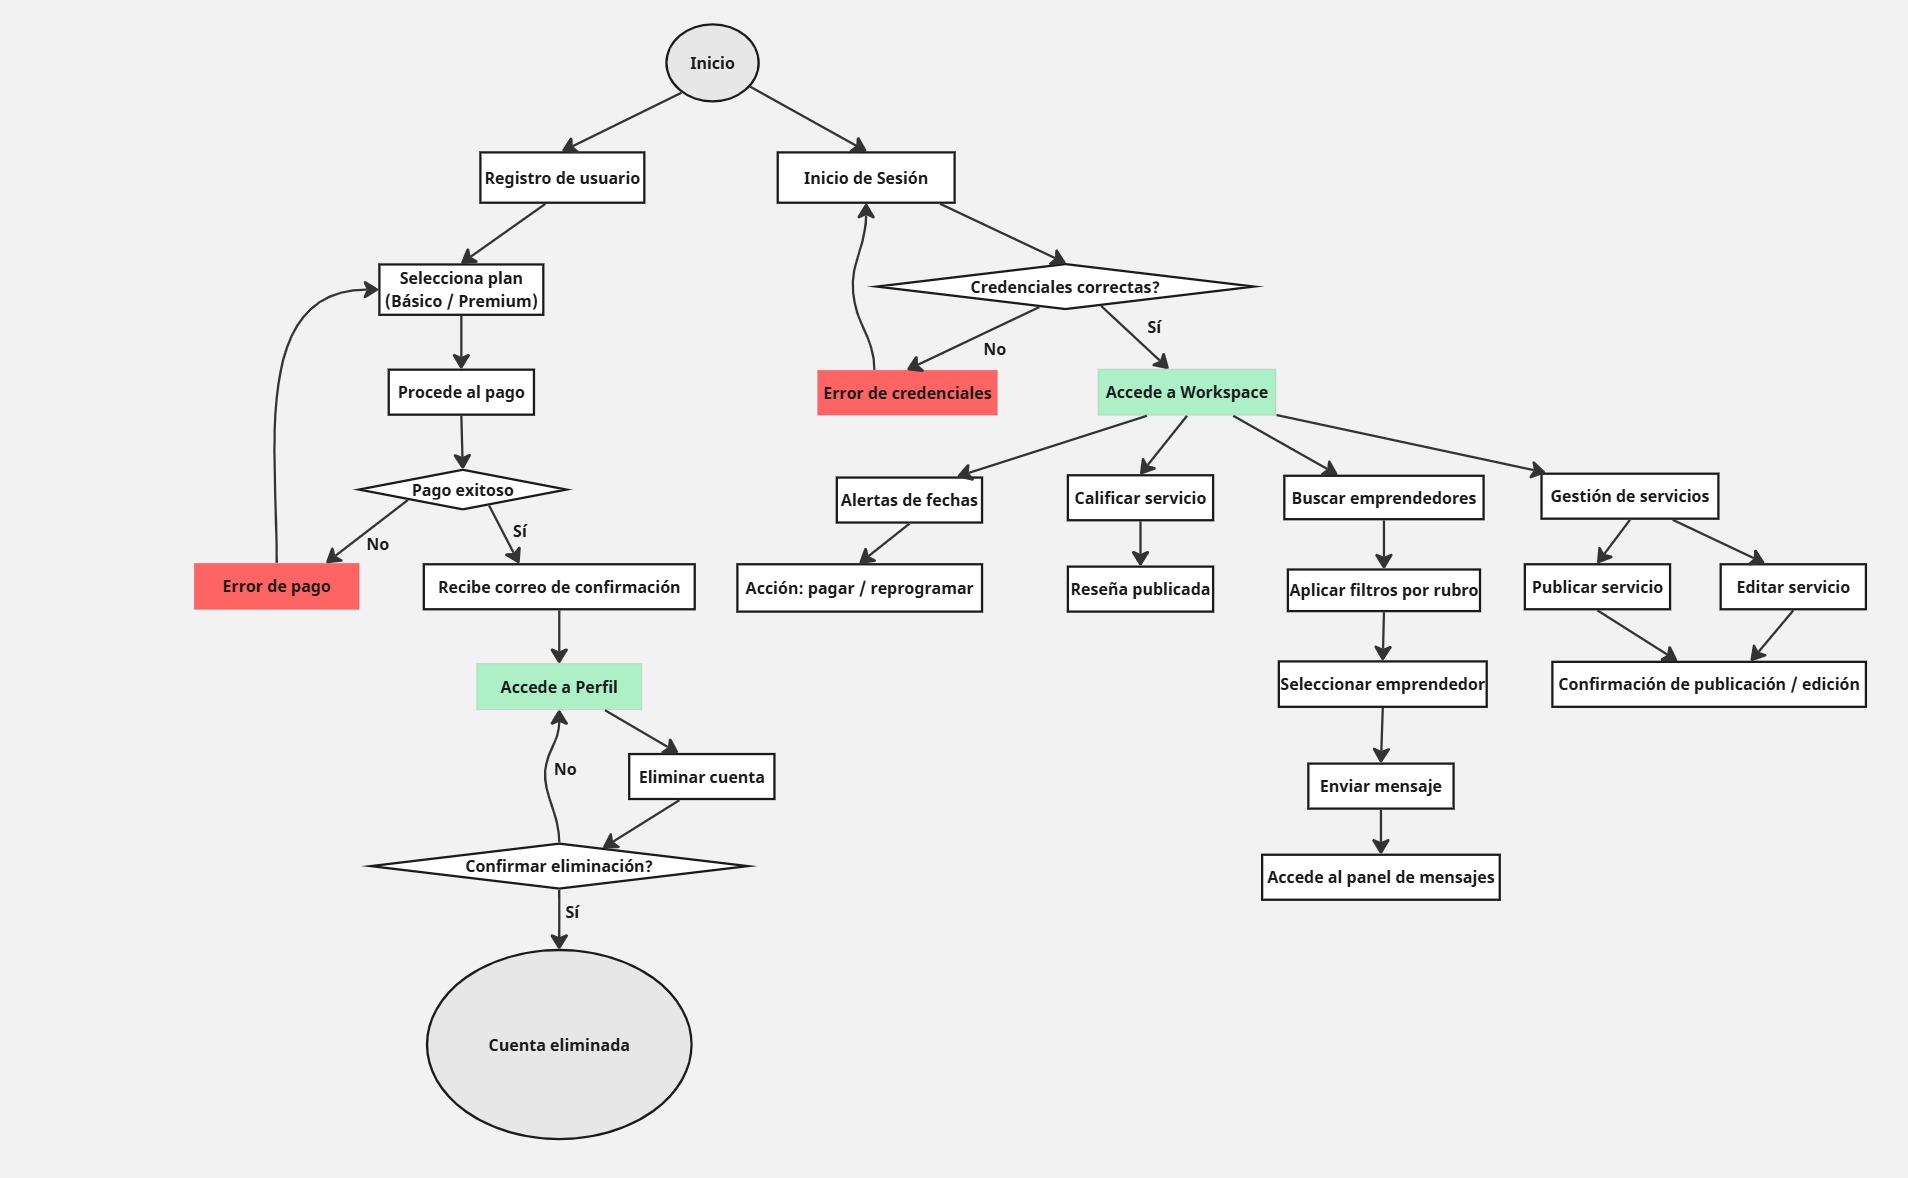 Inicio
Registro de usuario
Inicio de Sesión
Selecciona plan
(Básico / Premium)
Credenciales correctas?
Sí
No
Procede al pago
Error de credenciales
Accede a Workspace
Pago exitoso
Alertas de fechas
Calificar servicio
Buscar emprendedores
Gestión de servicios
Sí
No
Error de pago
Recibe correo de confirmación
Acción: pagar / reprogramar
Reseña publicada
Aplicar filtros por rubro
Publicar servicio
Editar servicio
Accede a Perfil
Seleccionar emprendedor
Confirmación de publicación / edición
No
Eliminar cuenta
Enviar mensaje
Confirmar eliminación?
Accede al panel de mensajes
Sí
Cuenta eliminada